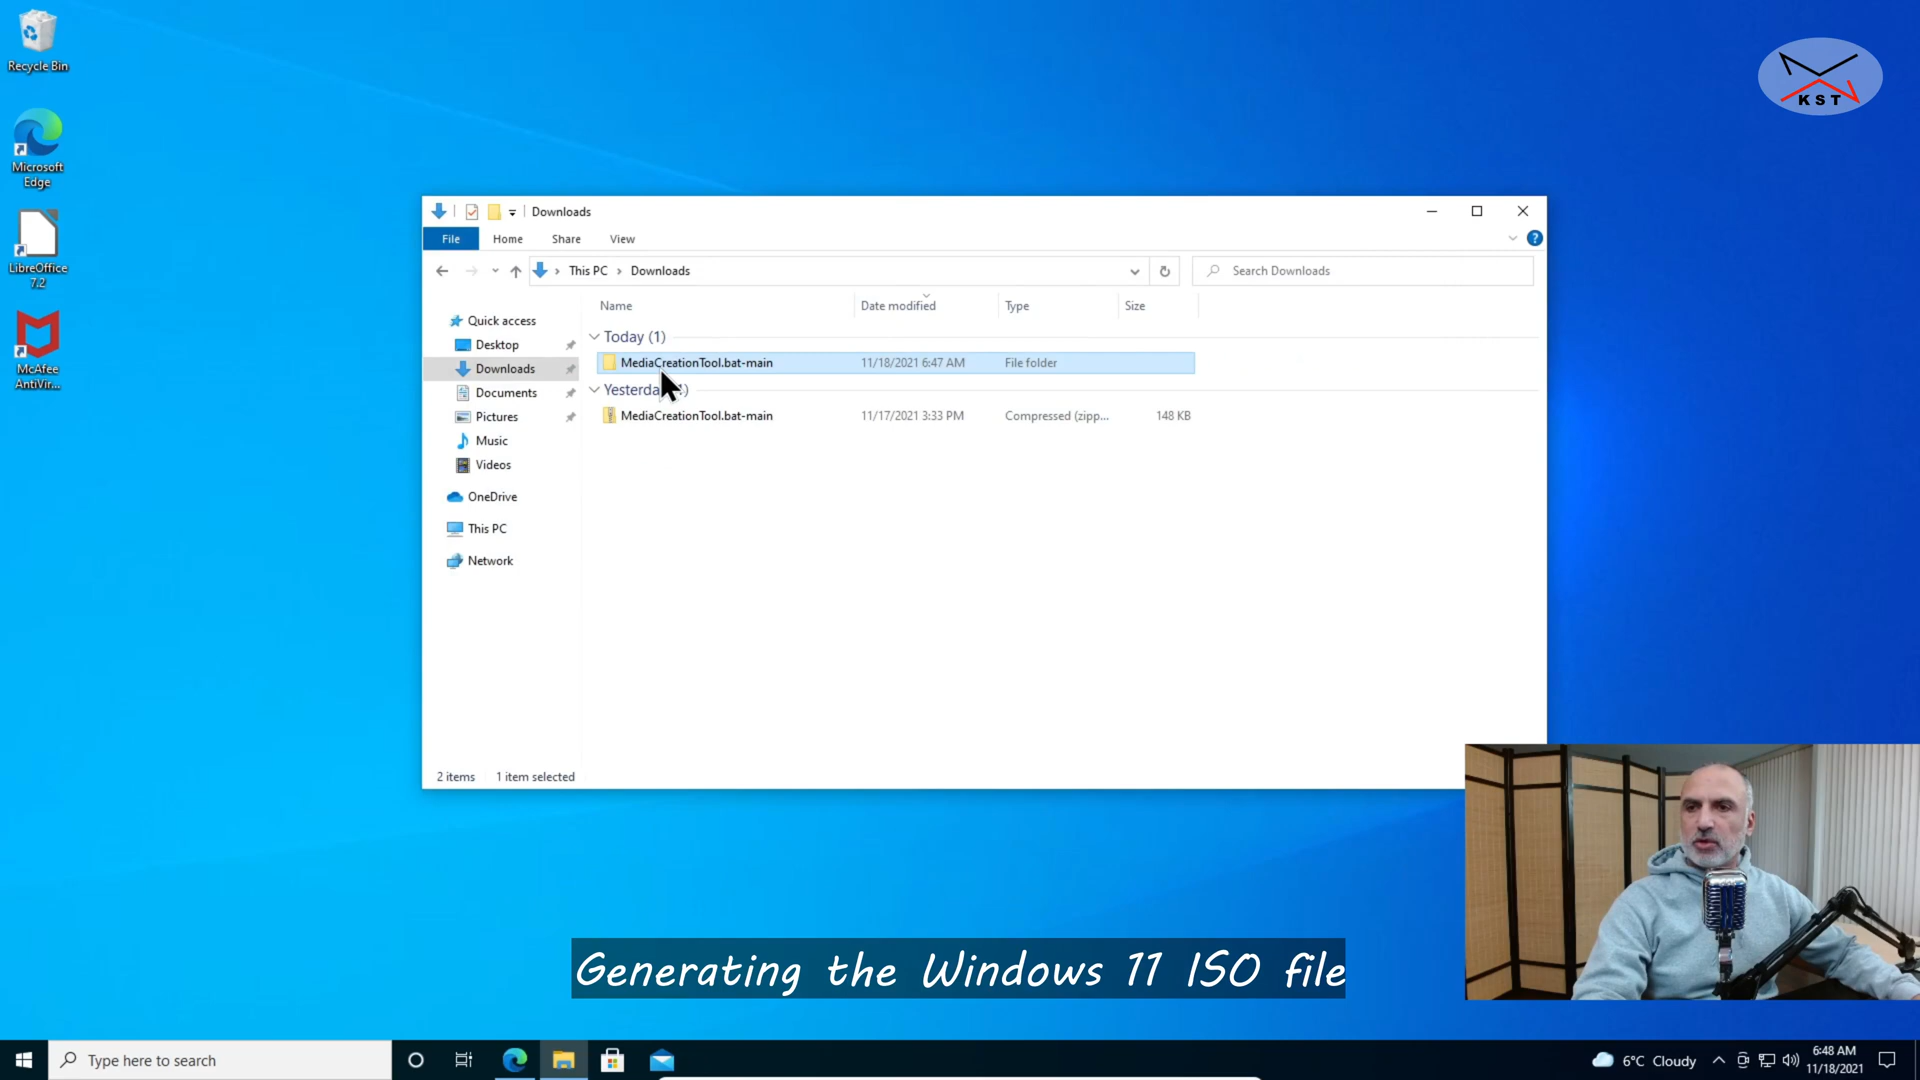 Recycle Bin
Microsoft
Edge
LibreOffice
7.2
McAfee
AntiVir...
KST
Downloads
File
Home
Share
View
This PC
Downloads
Search Downloads
Name
Date modified
Type
Size
Quick access
Desktop
Downloads
Documents
Pictures
Music
Videos
OneDrive
This PC
Network
Today (1)
MediaCreationTool.bat-main
11/18/2021 6:47 AM
File folder
MediaCreationTool.bat-main
11/17/2021 3:33 PM
Compressed (zipp...
148 KB
2 items
1 item selected
Generating the Windows 11 ISO file
Type here to search
6°C Cloudy
6:48 AM
11/18/2021